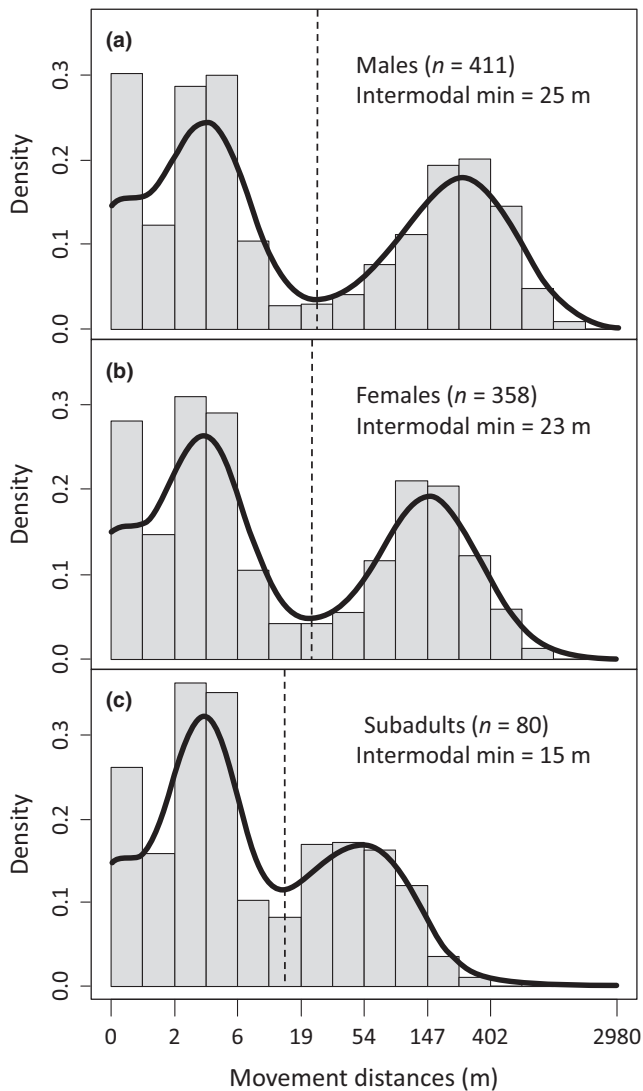 (a)
Males (n = 411)
Intermodal min = 25 m
Density
0.0
0.1
0.2
0.3
(b)
Females (n = 358)
Intermodal min = 23 m
Density
0.0
0.1
0.2
0.3
(c)
Subadults (n = 80)
Intermodal min = 15 m
Density
0.0
0.1
0.2
0.3
0 2 6 19 54 147 402 2980
Movement distances (m)